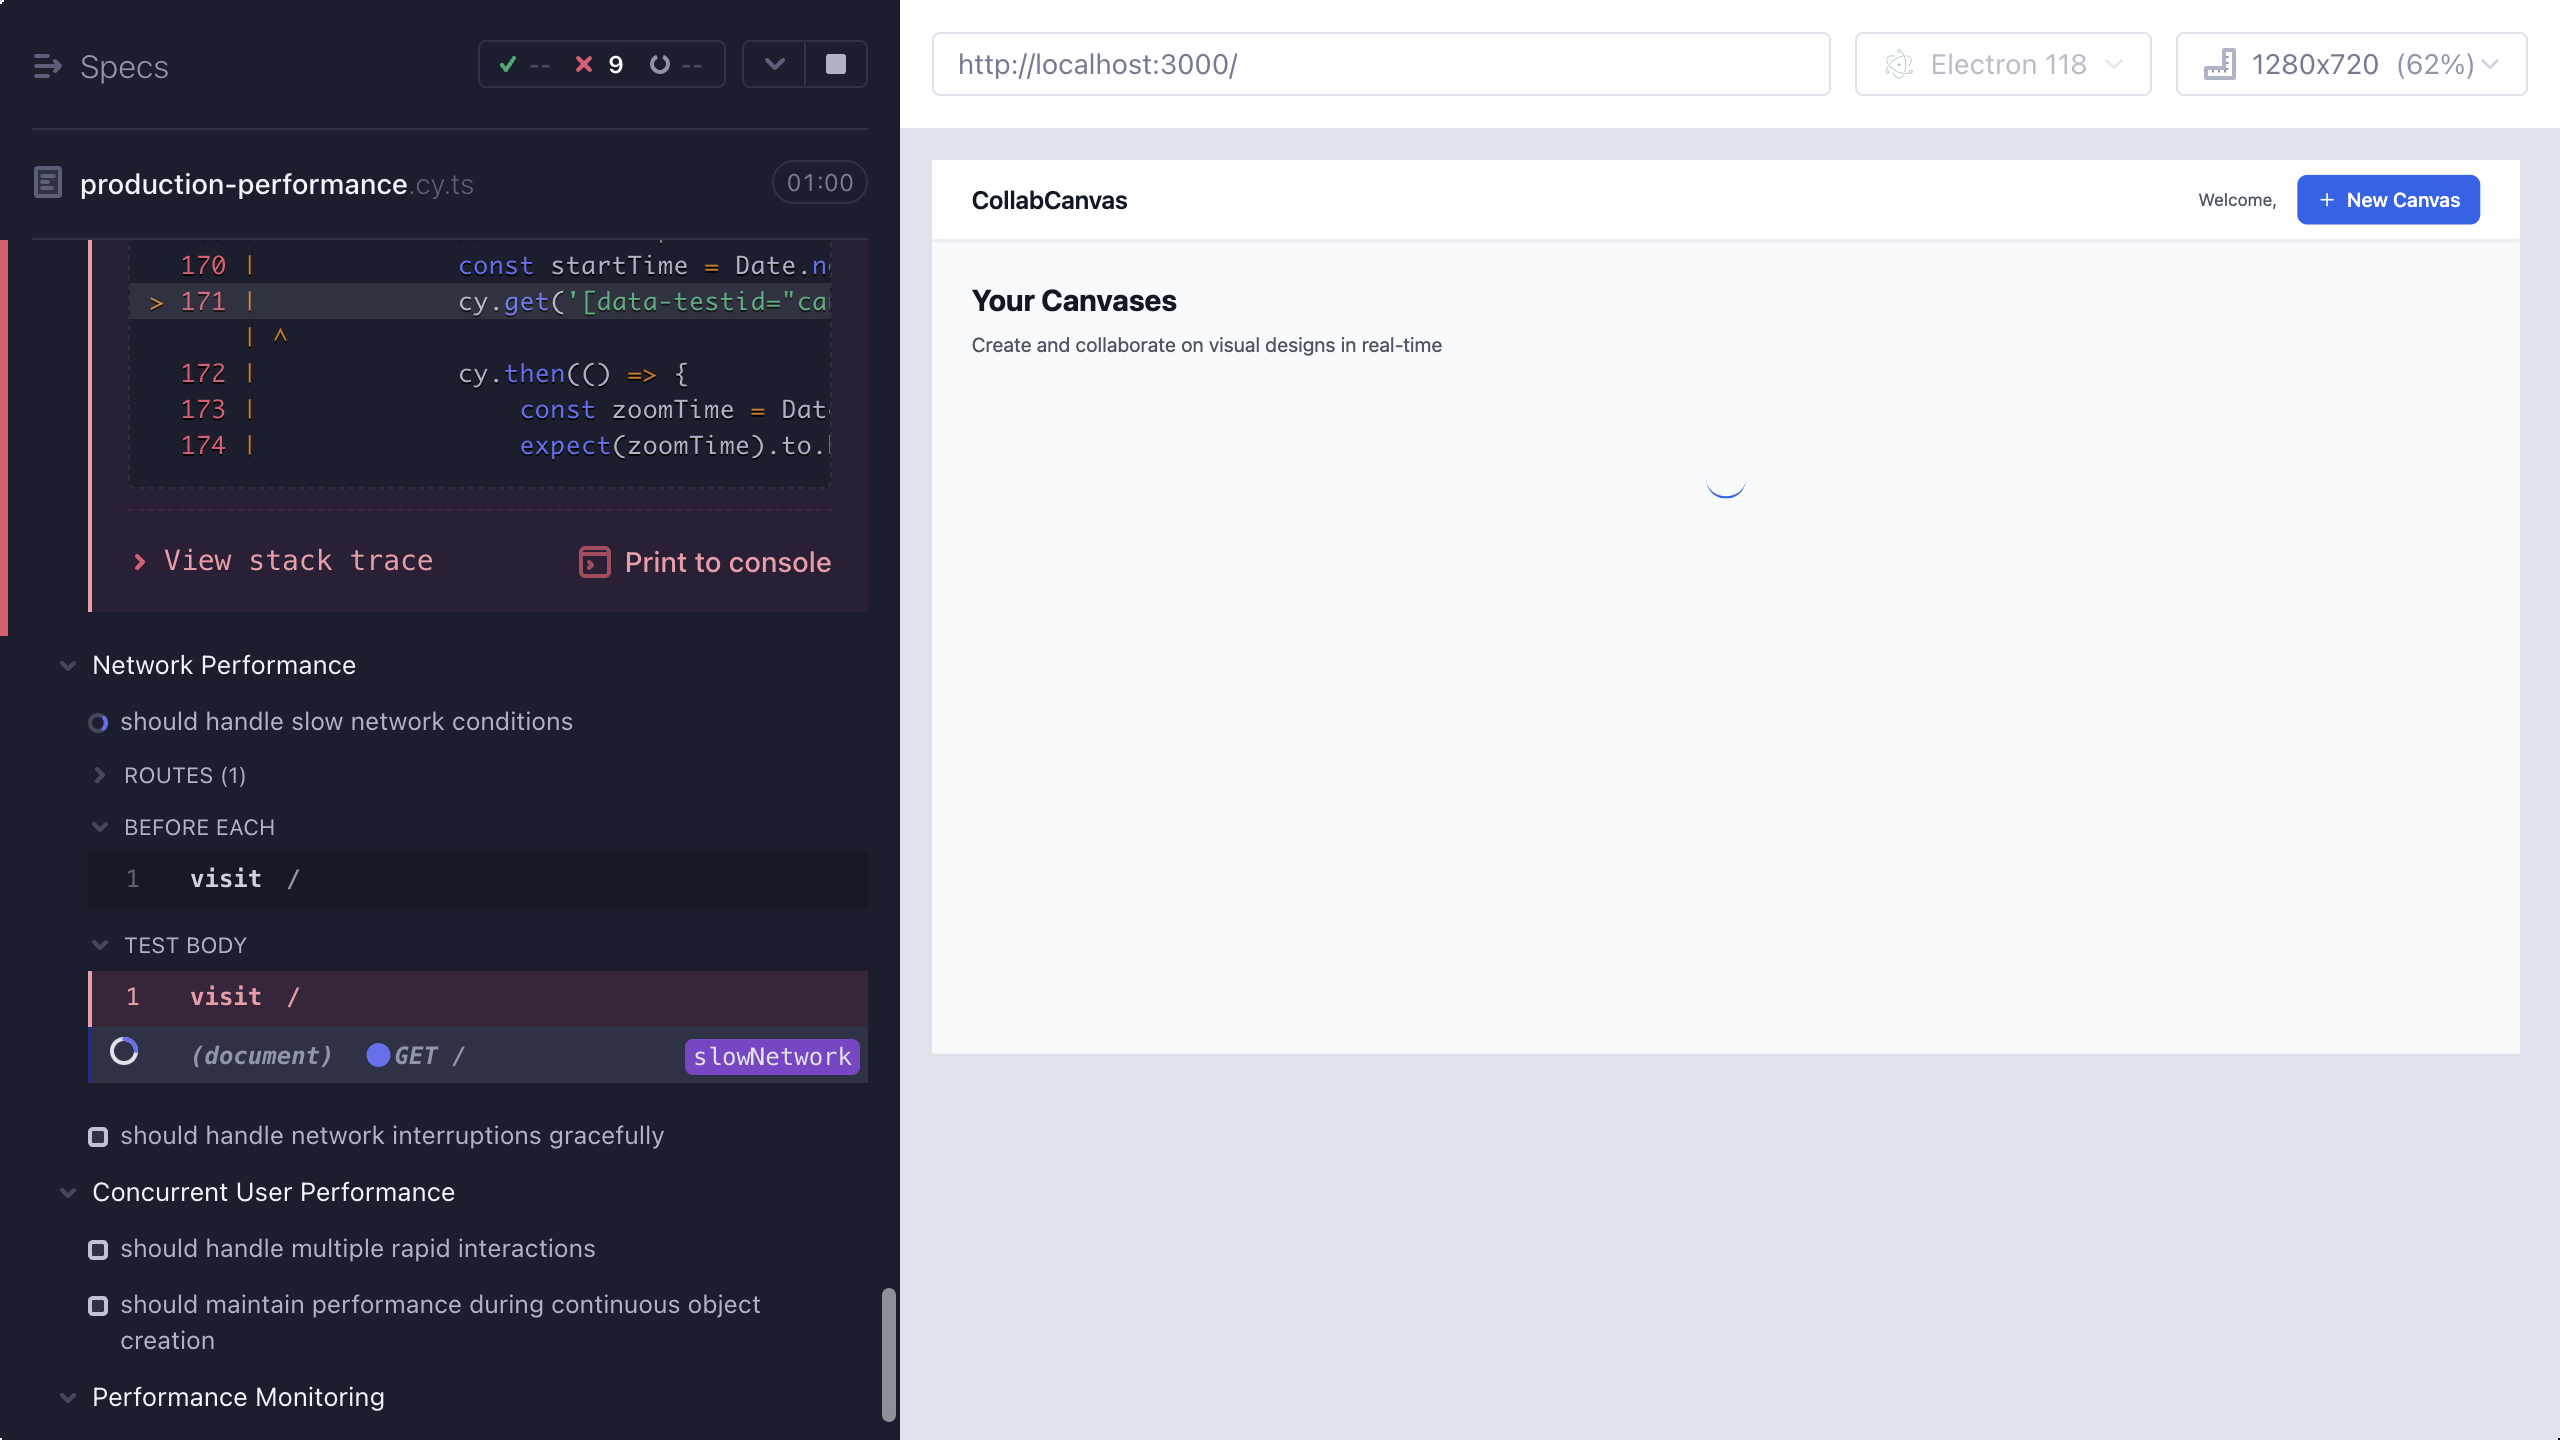 Specs
-- 9 --
production-performance.cy.ts
01:00
170 | const startTime = Date.n
> 171 | cy.get('[data-testid="ca
| ^
172 | cy.then(() => {
173 | const zoomTime = Dat
174 | expect(zoomTime).to.
View stack trace
Print to console
Network Performance
should handle slow network conditions
ROUTES (1)
BEFORE EACH
1 visit /
TEST BODY
1 visit /
(document) GET / slowNetwork
should handle network interruptions gracefully
Concurrent User Performance
should handle multiple rapid interactions
should maintain performance during continuous object
creation
Performance Monitoring
http://localhost:3000/
Electron 118
1280x720 (62%)
CollabCanvas
Welcome,
+ New Canvas
Your Canvases
Create and collaborate on visual designs in real-time